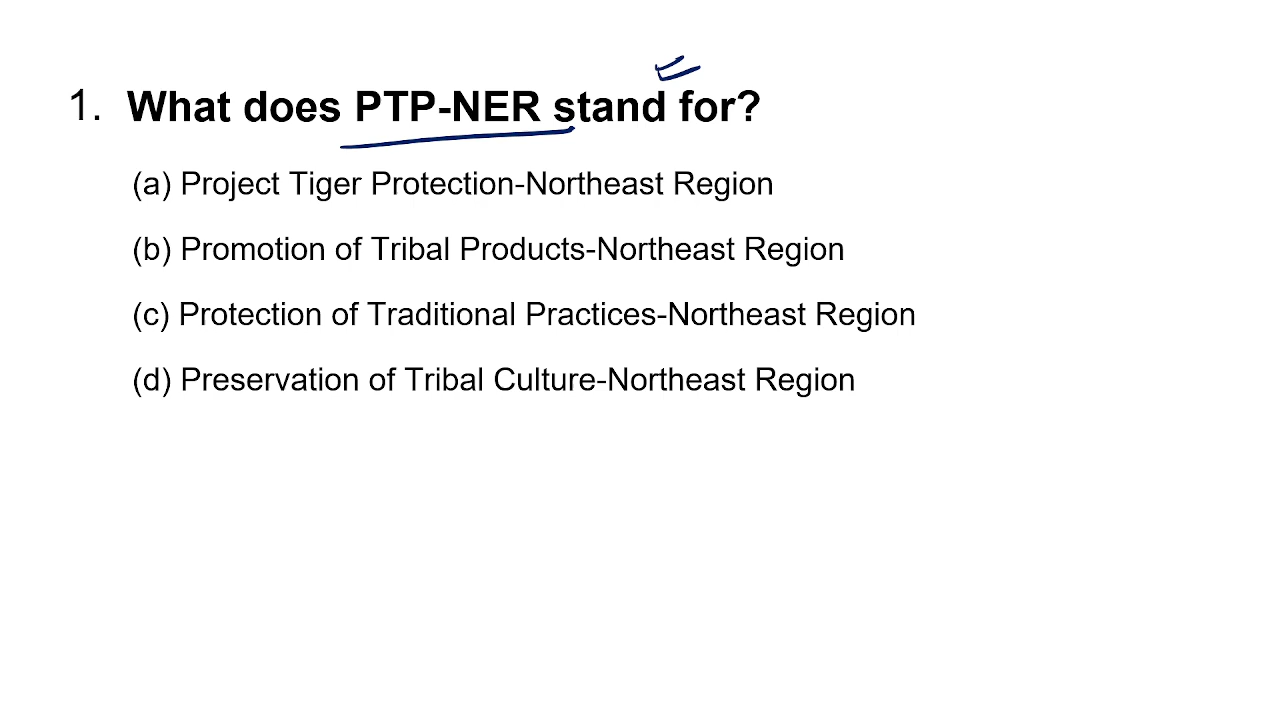 1. What does PTP-NER stand for?
(a) Project Tiger Protection-Northeast Region
(b) Promotion of Tribal Products-Northeast Region
(c) Protection of Traditional Practices-Northeast Region
(d) Preservation of Tribal Culture-Northeast Region